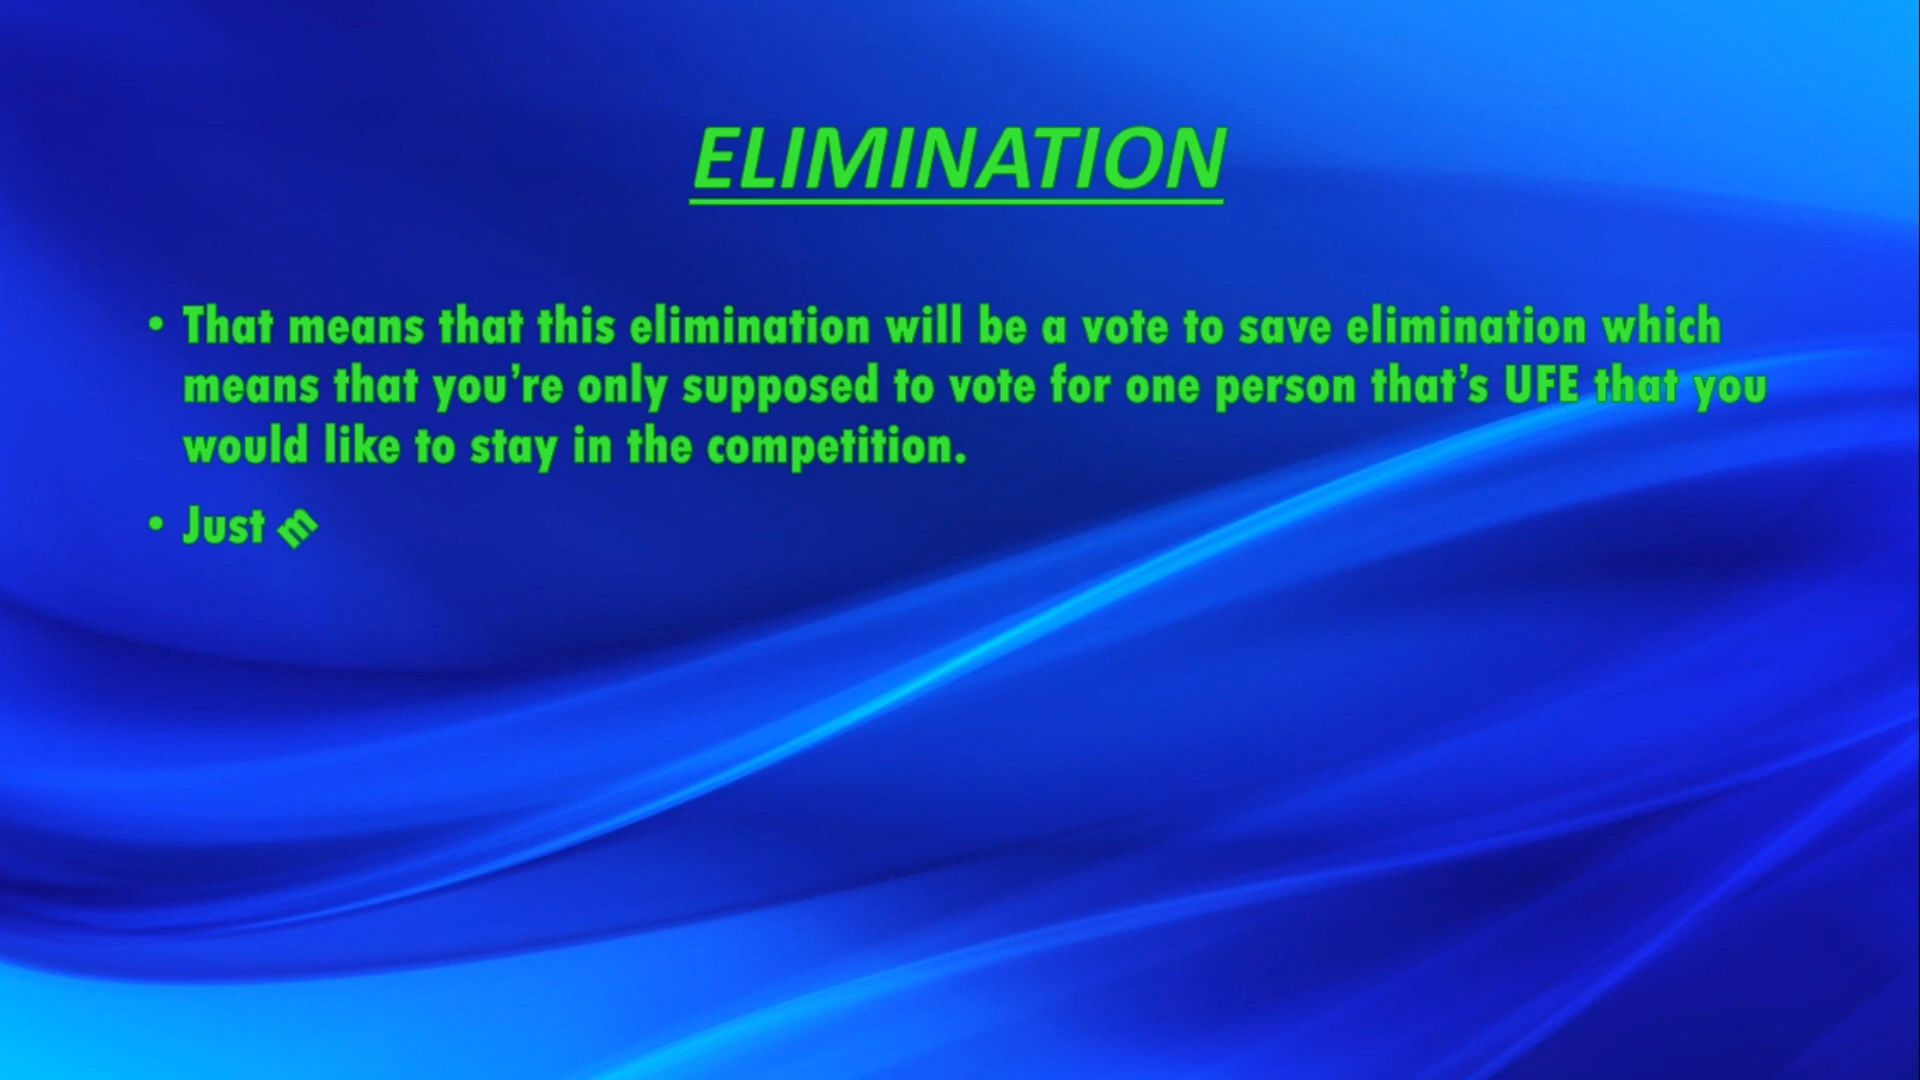 ELIMINATION
• That means that this elimination will be a vote to save elimination which
means that you’re only supposed to vote for one person that’s UFE that you
would like to stay in the competition.
• Just m